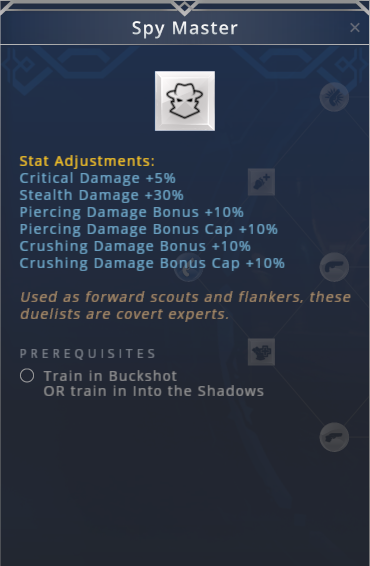 Spy Master
Stat Adjustments:
Critical Damage +5%
Stealth Damage +30%
Piercing Damage Bonus +10%
Piercing Damage Bonus Cap +10%
Crushing Damage Bonus +10%
Crushing Damage Bonus Cap +10%
Used as forward scouts and flankers, these
duelists are covert experts.
PREREQUISITES
Train in Buckshot
OR train in Into the Shadows